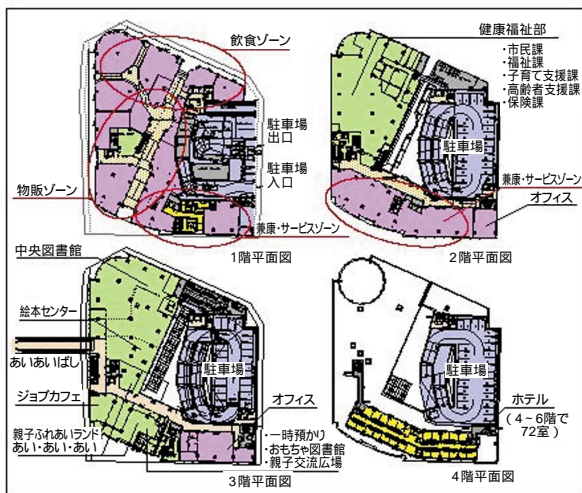 飲食ゾーン
駐車場
出口
駐車場
入口
物販ゾーン
兼康・サービスゾーン
1階平面図
健康福祉部
・市民課
・福祉課
・子育て支援課
・高齢者支援課
・保険課
駐車場
兼康・サービスゾーン
オフィス
2階平面図
中央図書館
絵本センター
あいあいばし
ジョブカフェ
駐車場
オフィス
親子ふれあいランド
あい・あい・あい
・一時預かり
・おもちゃ図書館
・親子交流広場
3階平面図
駐車場
ホテル
(4~6階で
72室)
4階平面図